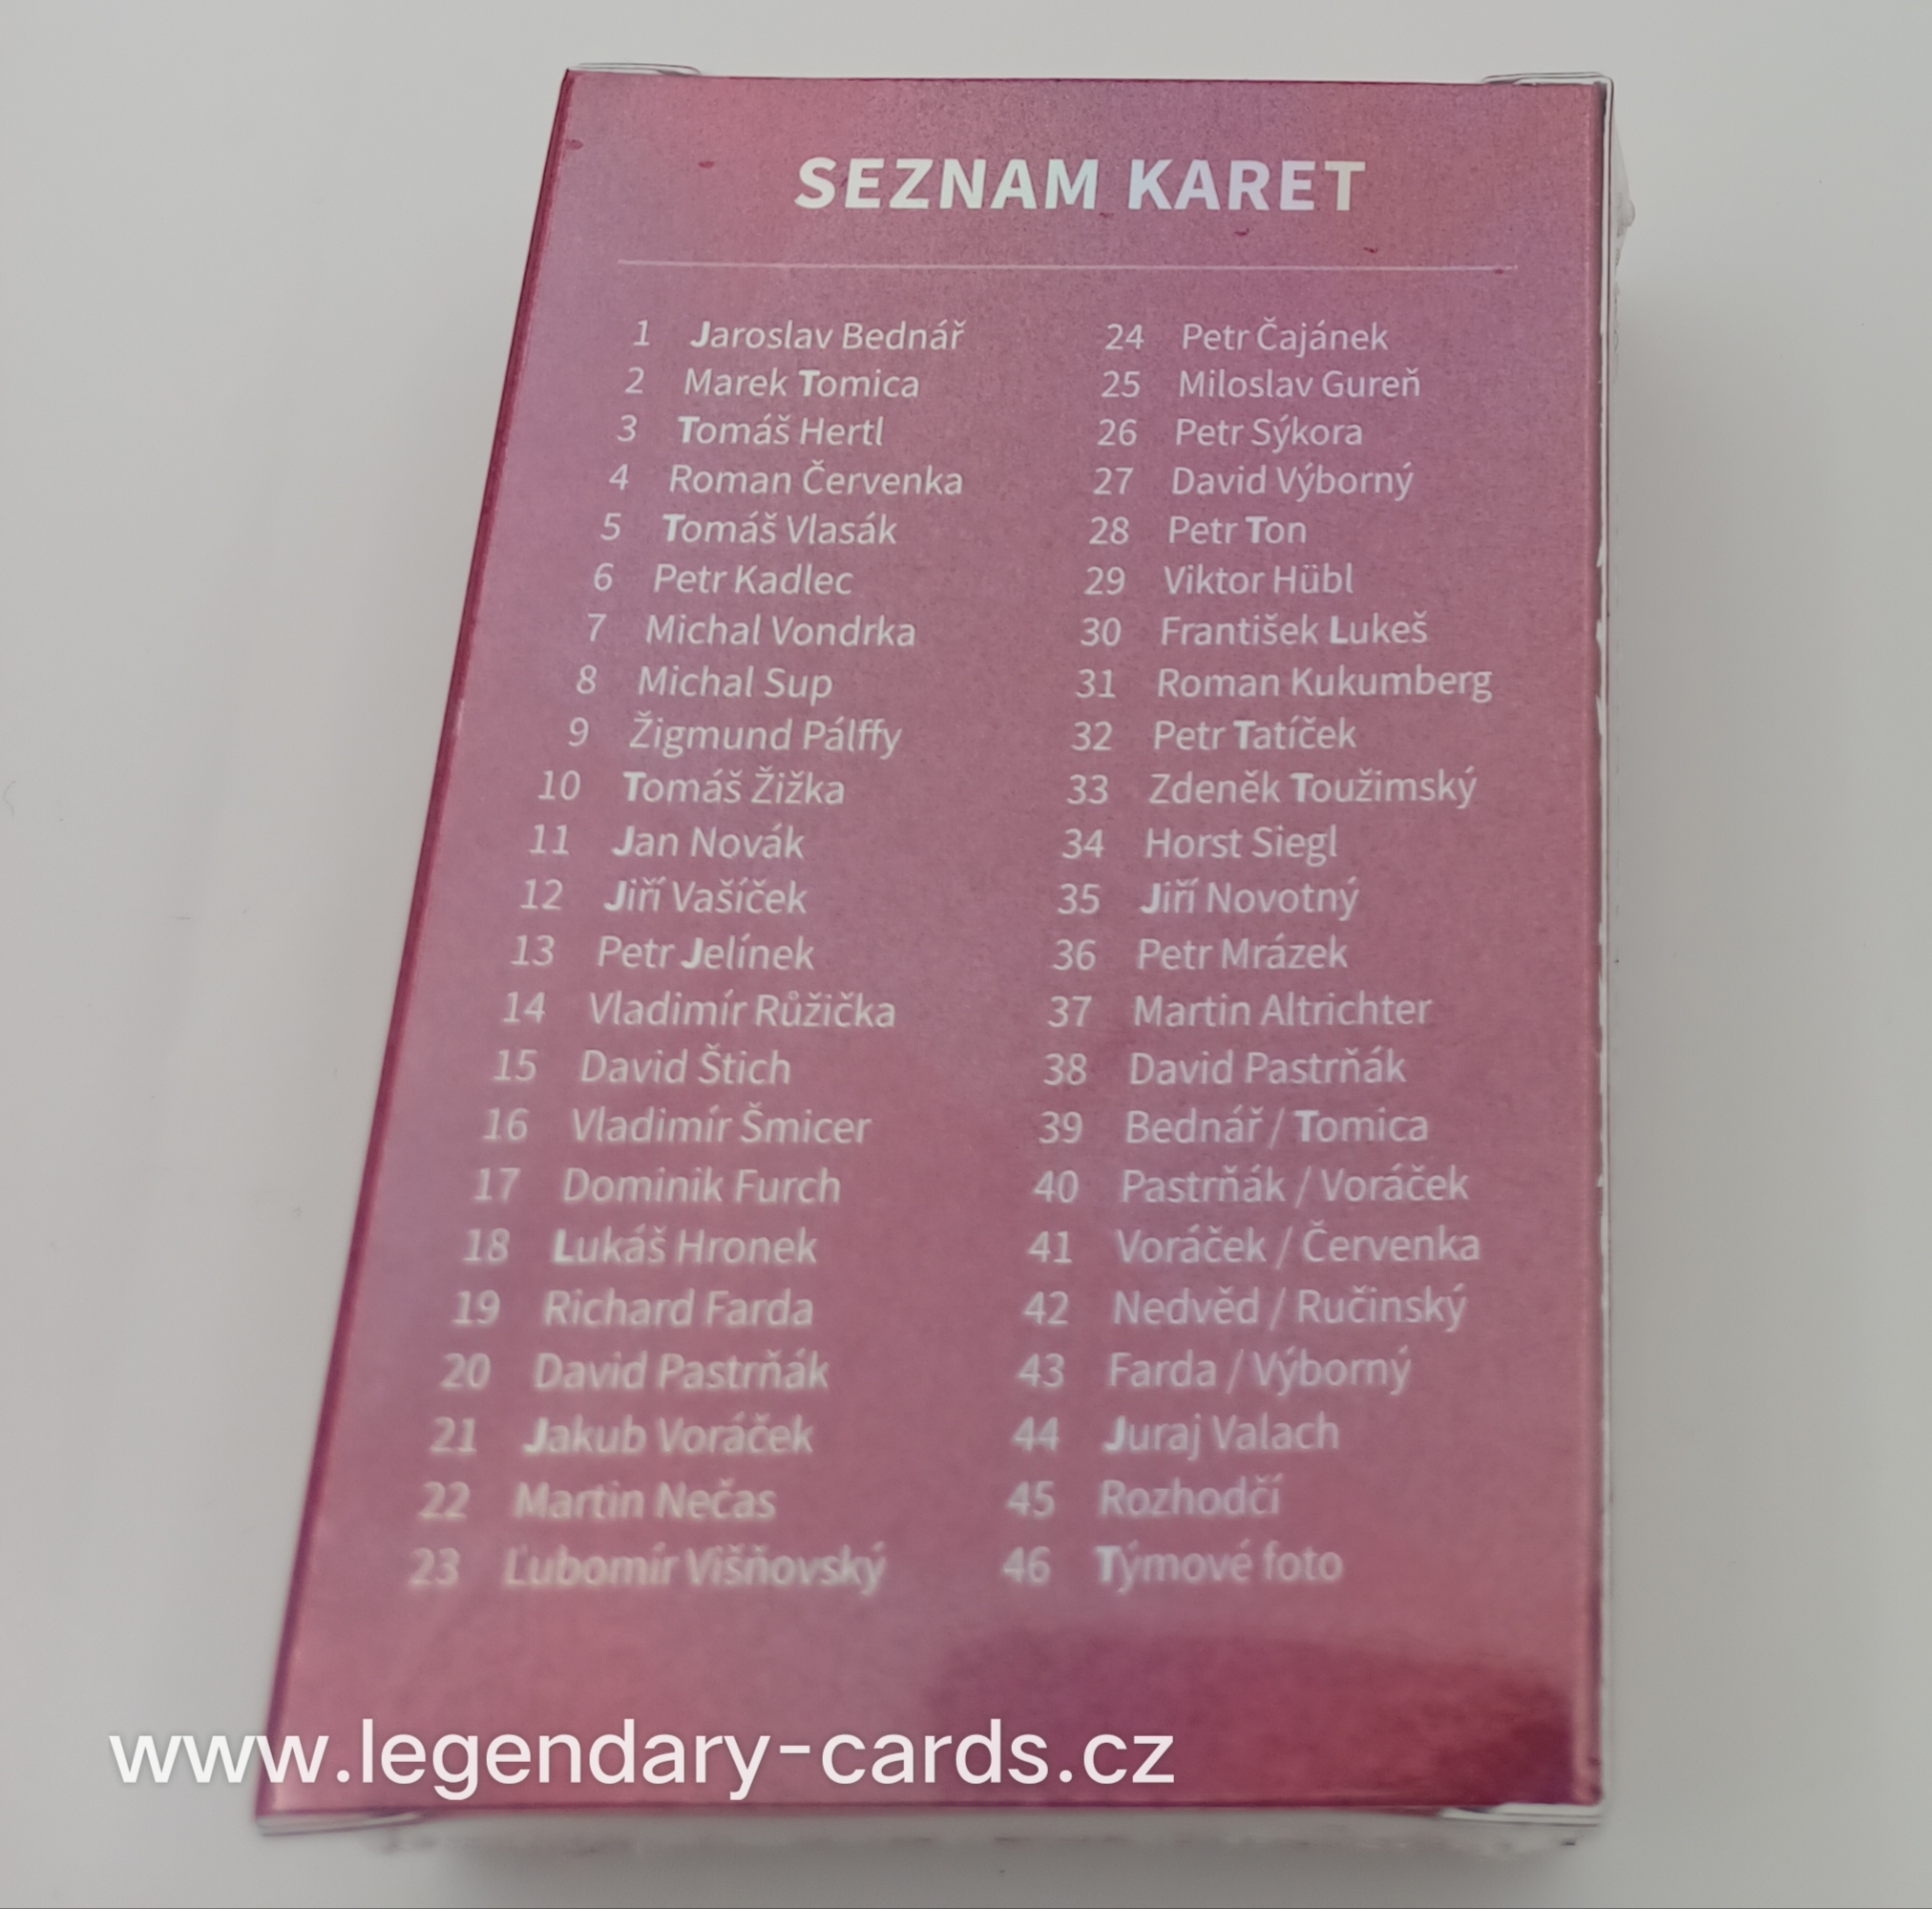 SEZNAM KARET
1 Jaroslav Bednář
2 Marek Tomica
3 Tomáš Hertl
4 Roman Červenka
5 Tomáš Vlasák
6 Petr Kadlec
7 Michal Vondrka
8 Michal Sup
9 Žigmund Pálffy
10 Tomáš Žižka
11 Jan Novák
12 Jiří Vašíček
13 Petr Jelínek
14 Vladimír Růžička
15 David Štich
16 Vladimír Šmicer
17 Dominik Furch
18 Lukáš Hronek
19 Richard Farda
20 David Pastrňák
21 Jakub Voráček
22 Martin Nečas
23 Ľubomír Višňovský
24 Petr Čajánek
25 Miloslav Gureň
26 Petr Sýkora
27 David Výborný
28 Petr Ton
29 Viktor Hübl
30 František Lukeš
31 Roman Kukumberg
32 Petr Tatíček
33 Zdeněk Toužimský
34 Horst Siegl
35 Jiří Novotný
36 Petr Mrázek
37 Martin Altrichter
38 David Pastrňák
39 Bednář / Tomica
40 Pastrňák / Voráček
41 Voráček / Červenka
42 Nedvěd / Ručinský
43 Farda / Výborný
44 Juraj Valach
45 Rozhodčí
46 Týmové foto
www.legendary-cards.cz